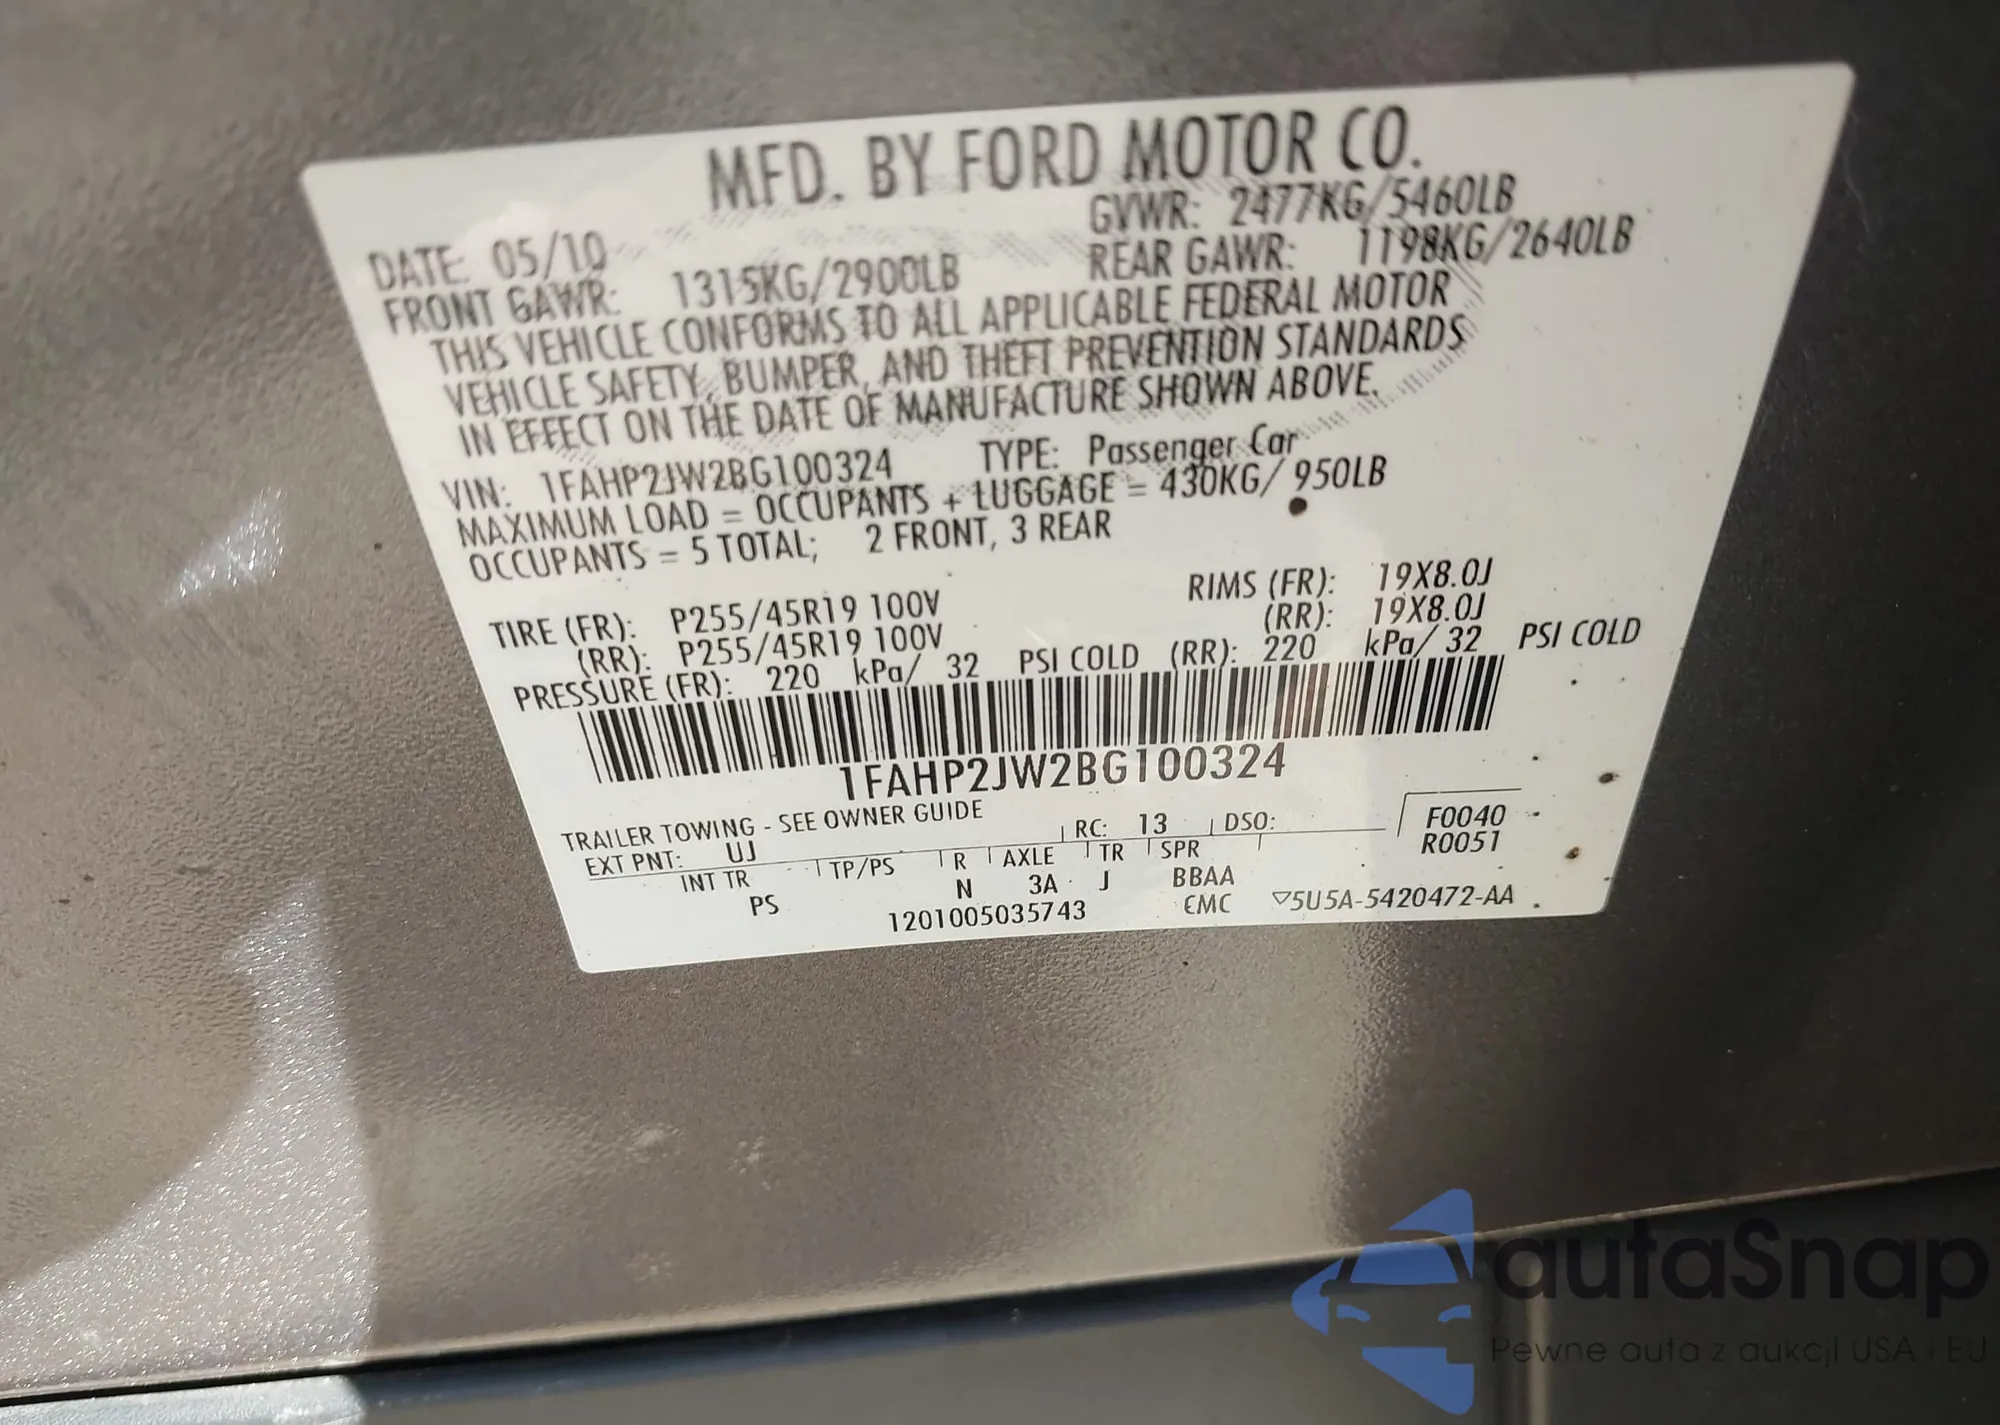 MFD. BY FORD MOTOR CO.
DATE: 05/10 GVWR: 2477KG/5460LB
FRONT GAWR: 1315KG/2900LB REAR GAWR: 1198KG/2640LB
THIS VEHICLE CONFORMS TO ALL APPLICABLE FEDERAL MOTOR
VEHICLE SAFETY, BUMPER, AND THEFT PREVENTION STANDARDS
IN EFFECT ON THE DATE OF MANUFACTURE SHOWN ABOVE.
VIN: 1FAHP2JW2BG100324 TYPE: Passenger Car
MAXIMUM LOAD = OCCUPANTS + LUGGAGE = 430KG/ 950LB
OCCUPANTS = 5 TOTAL; 2 FRONT, 3 REAR
TIRE (FR): P255/45R19 100V RIMS (FR): 19X8.0J
(RR): P255/45R19 100V (RR): 19X8.0J
PRESSURE (FR): 220 kPa/ 32 PSI COLD (RR): 220 kPa/ 32 PSI COLD
1FAHP2JW2BG100324
TRAILER TOWING - SEE OWNER GUIDE
EXT PNT: UJ RC: 13 DSO: F0040
R0051
INT TR TP/PS R AXLE TR SPR
PS N 3A J BBAA
1201005035743 EMC ▽5U5A-5420472-AA
autaSnap
Pewne auta z aukcji USA i EU